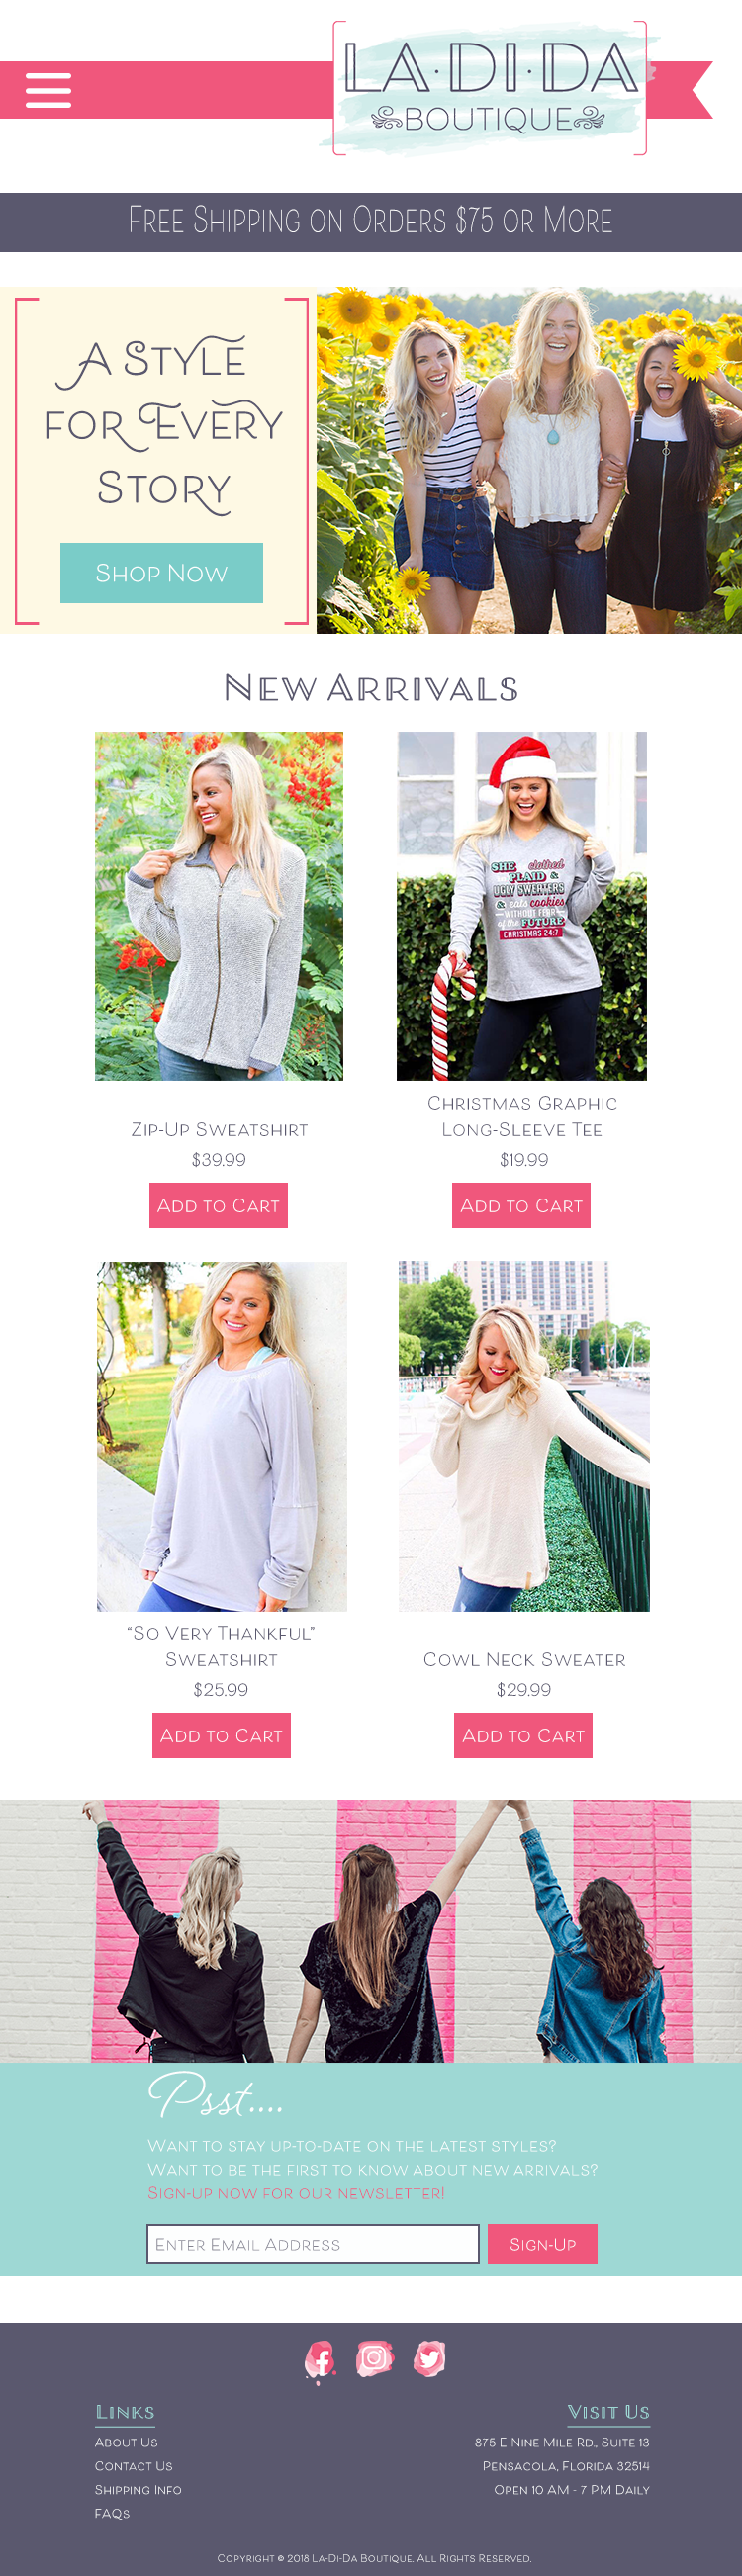 LA·DI·DA
BOUTIQUE
Free Shipping on Orders $75 or More
A Style
for Every
Story
Shop Now
New Arrivals
SHE clothed
PLAID &
UGLY SWEATERS
& eats cookies
WITHOUT FEAR
of the FUTURE
CHRISTMAS 24:7
Zip-Up Sweatshirt
$39.99
Add to Cart
Christmas Graphic
Long-Sleeve Tee
$19.99
Add to Cart
"So Very Thankful"
Sweatshirt
$25.99
Add to Cart
Cowl Neck Sweater
$29.99
Add to Cart
Psst....
Want to stay up-to-date on the latest styles?
Want to be the first to know about new arrivals?
Sign-up now for our newsletter!
Enter Email Address
Sign-Up
Links
About Us
Contact Us
Shipping Info
FAQs
Visit Us
875 E Nine Mile Rd., Suite 13
Pensacola, Florida 32514
Open 10 AM - 7 PM Daily
Copyright © 2018 La-Di-Da Boutique. All Rights Reserved.